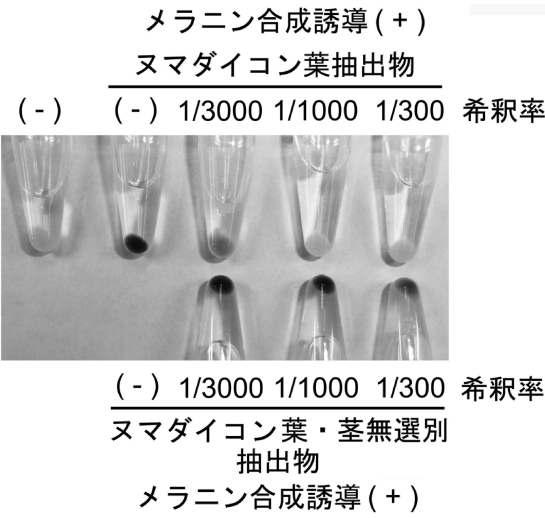 メラニン合成誘導 ( + )
ヌマダイコン葉抽出物
( - ) ( - ) 1/3000 1/1000 1/300 希釈率
( - ) 1/3000 1/1000 1/300 希釈率
ヌマダイコン葉・茎無選別
抽出物
メラニン合成誘導 ( + )